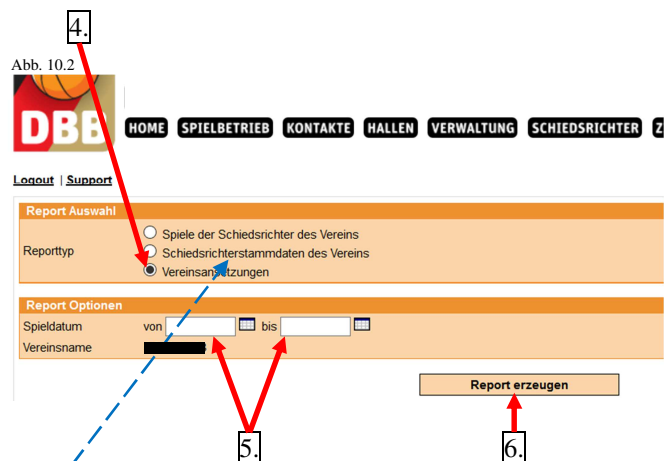 4.
Abb. 10.2
DBB
HOME SPIELBETRIEB KONTAKTE HALLEN VERWALTUNG SCHIEDSRICHTER Z
Logout | Support
Report Auswahl
Spiele der Schiedsrichter des Vereins
Reporttyp Schiedsrichterstammdaten des Vereins
Vereinsansetzungen
Report Optionen
Spieldatum von bis
Vereinsname
Report erzeugen
5. 6.